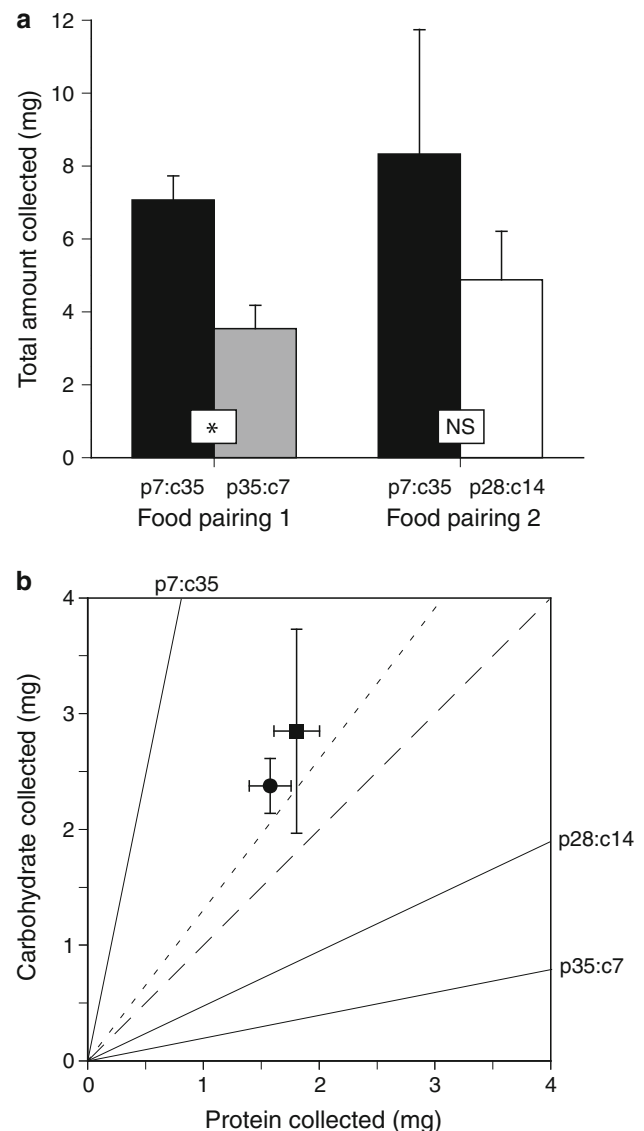 a
Total amount collected (mg)
12
10
8
6
4
2
0
*
NS
p7:c35 p35:c7 p7:c35 p28:c14
Food pairing 1 Food pairing 2
b
p7:c35
Carbohydrate collected (mg)
4
3
2
1
0
p28:c14
p35:c7
0 1 2 3 4
Protein collected (mg)